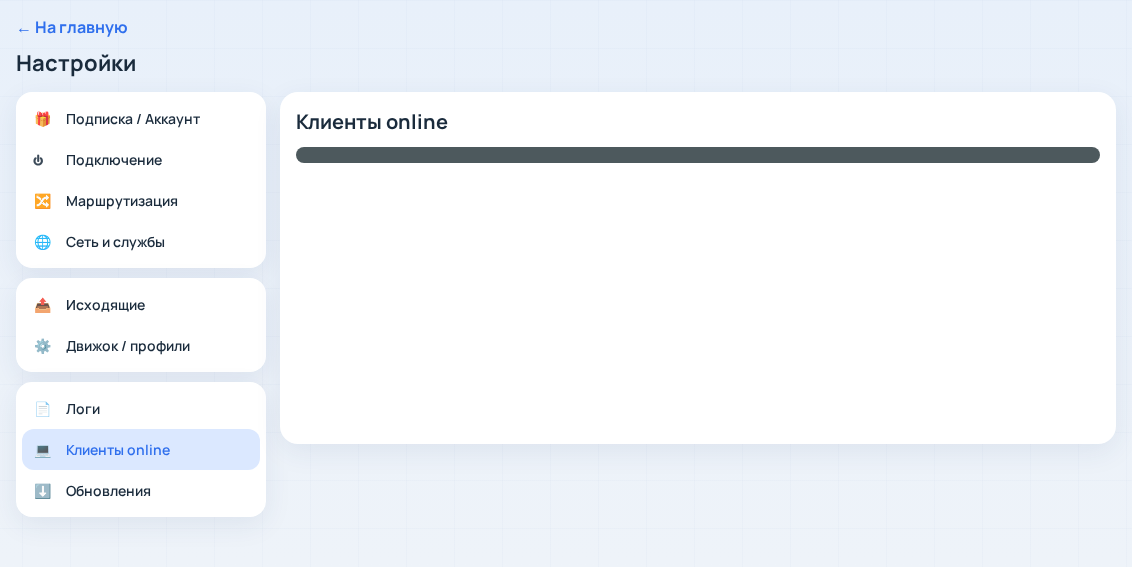 ← На главную
Настройки
Подписка / Аккаунт
Подключение
Маршрутизация
Сеть и службы
Исходящие
Движок / профили
Логи
Клиенты online
Обновления
Клиенты online